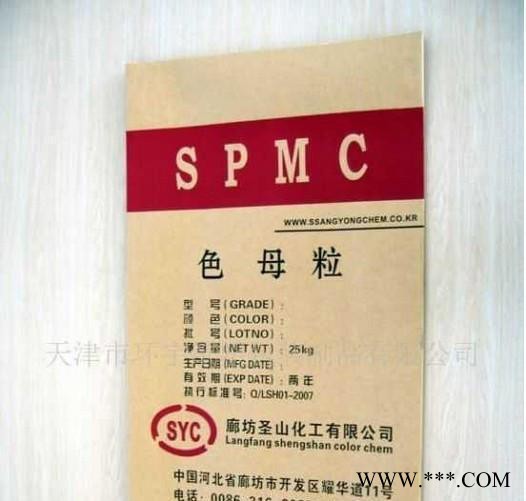 SPMC
WWW.SSANGYONGCHEM.CO.KR
色母粒
型 号(GRADE):
颜 色(COLOR):
批 号(LOTNO):
净含量(NET WT): 25kg
生产日期(MFG DATE):
有效期(EXP DATE): 两年
执行标准号: Q/LSH01-2007
天津市环宇
公司
SYC
廊坊圣山化工有限公司
Langfang shengshan color chem
中国河北省廊坊市开发区耀华道11号
电话: 0086 316
www.***.com